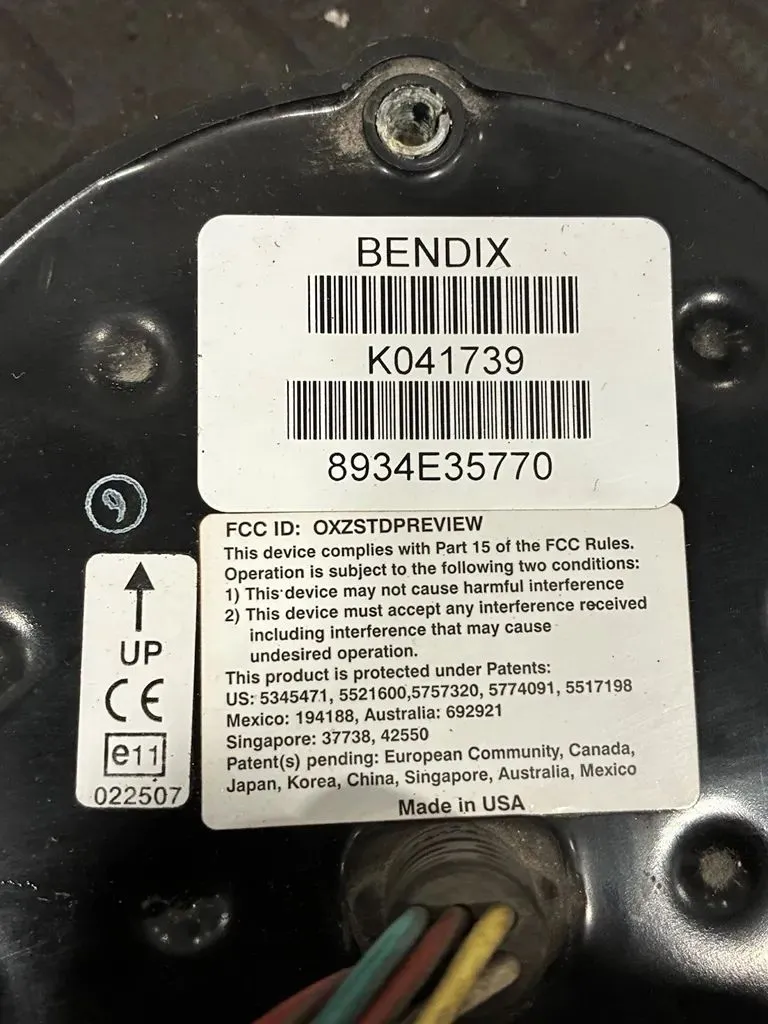 BENDIX
K041739
8934E35770
9
FCC ID: OXZSTDPREVIEW
This device complies with Part 15 of the FCC Rules.
Operation is subject to the following two conditions:
1) This device may not cause harmful interference
2) This device must accept any interference received
including interference that may cause
undesired operation.
This product is protected under Patents:
US: 5345471, 5521600,5757320, 5774091, 5517198
Mexico: 194188, Australia: 692921
Singapore: 37738, 42550
Patent(s) pending: European Community, Canada,
Japan, Korea, China, Singapore, Australia, Mexico
Made in USA
UP
CE
e11
022507